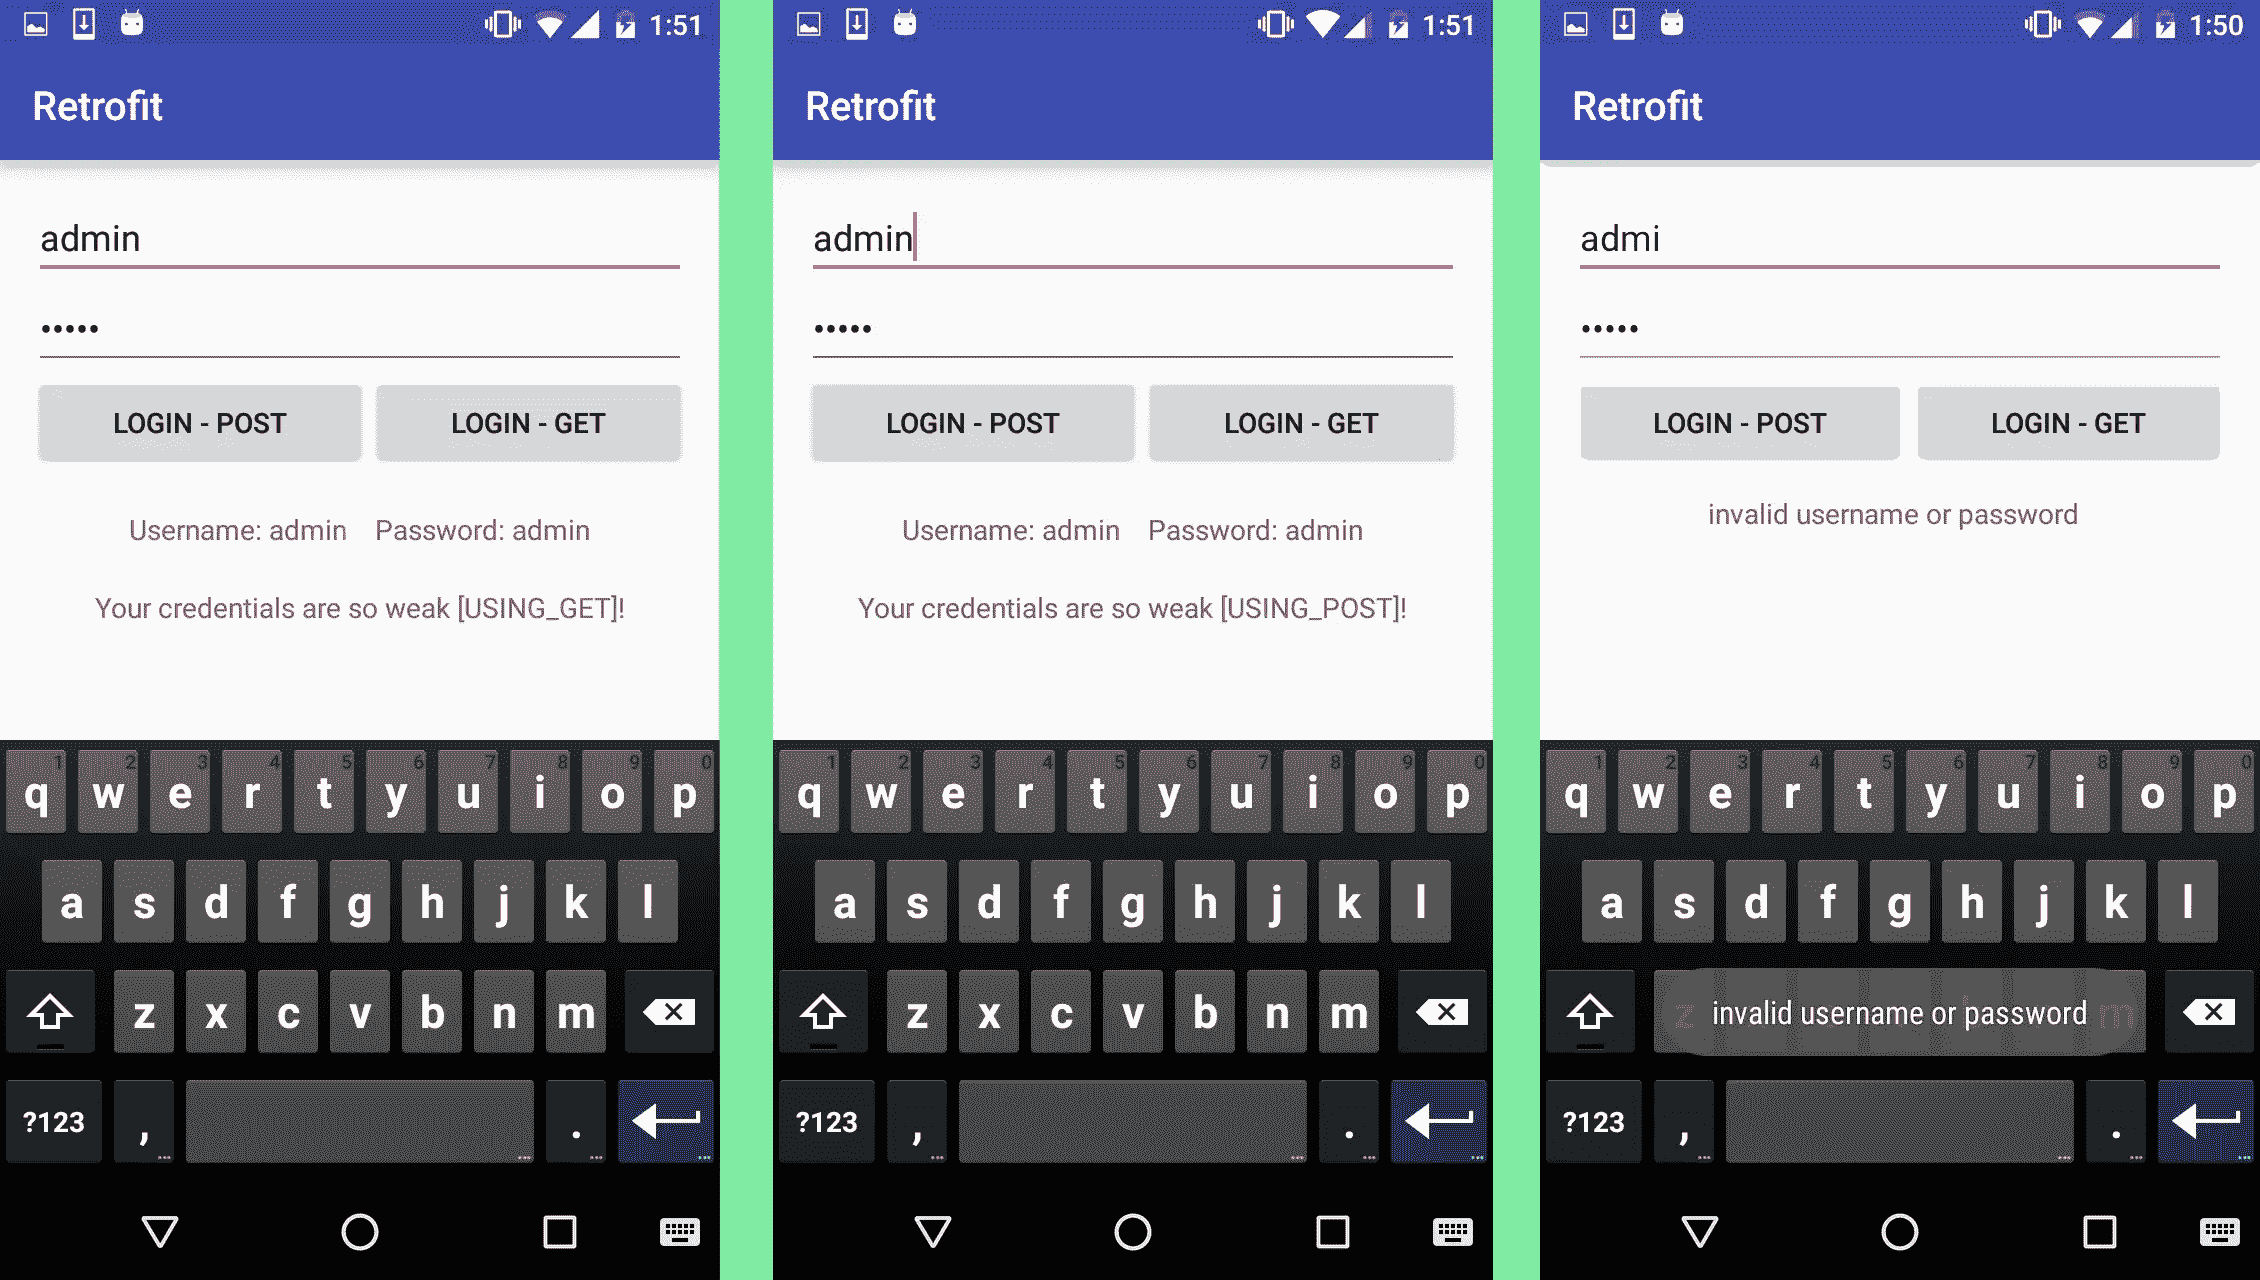 1:51
Retrofit
admin
•••••
LOGIN - POST LOGIN - GET
Username: admin Password: admin
Your credentials are so weak [USING_GET]!
1 2 3 4 5 6 7 8 9 0
q w e r t y u i o p
a s d f g h j k l
z x c v b n m
?123 , .
1:51
Retrofit
admin
•••••
LOGIN - POST LOGIN - GET
Username: admin Password: admin
Your credentials are so weak [USING_POST]!
1 2 3 4 5 6 7 8 9 0
q w e r t y u i o p
a s d f g h j k l
z x c v b n m
?123 , .
1:50
Retrofit
admi
•••••
LOGIN - POST LOGIN - GET
invalid username or password
1 2 3 4 5 6 7 8 9 0
q w e r t y u i o p
a s d f g h j k l
z invalid username or password m
?123 , .